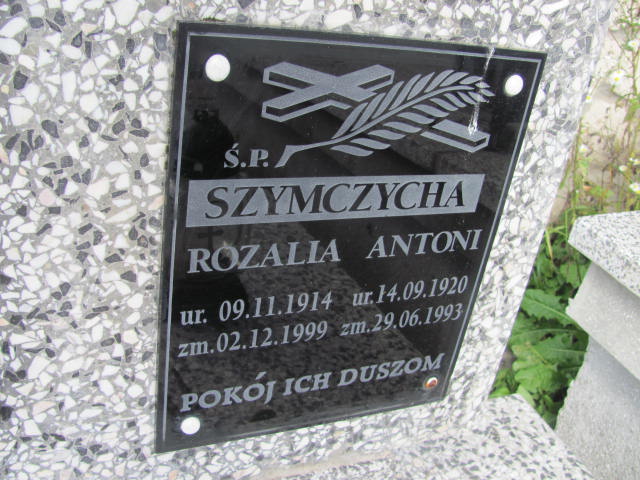 Ś.P.
SZYMCZYCHA
ROZALIA ANTONI
ur. 09.11.1914 ur.14.09.1920
zm.02.12.1999 zm.29.06.1993
POKÓJ ICH DUSZOM